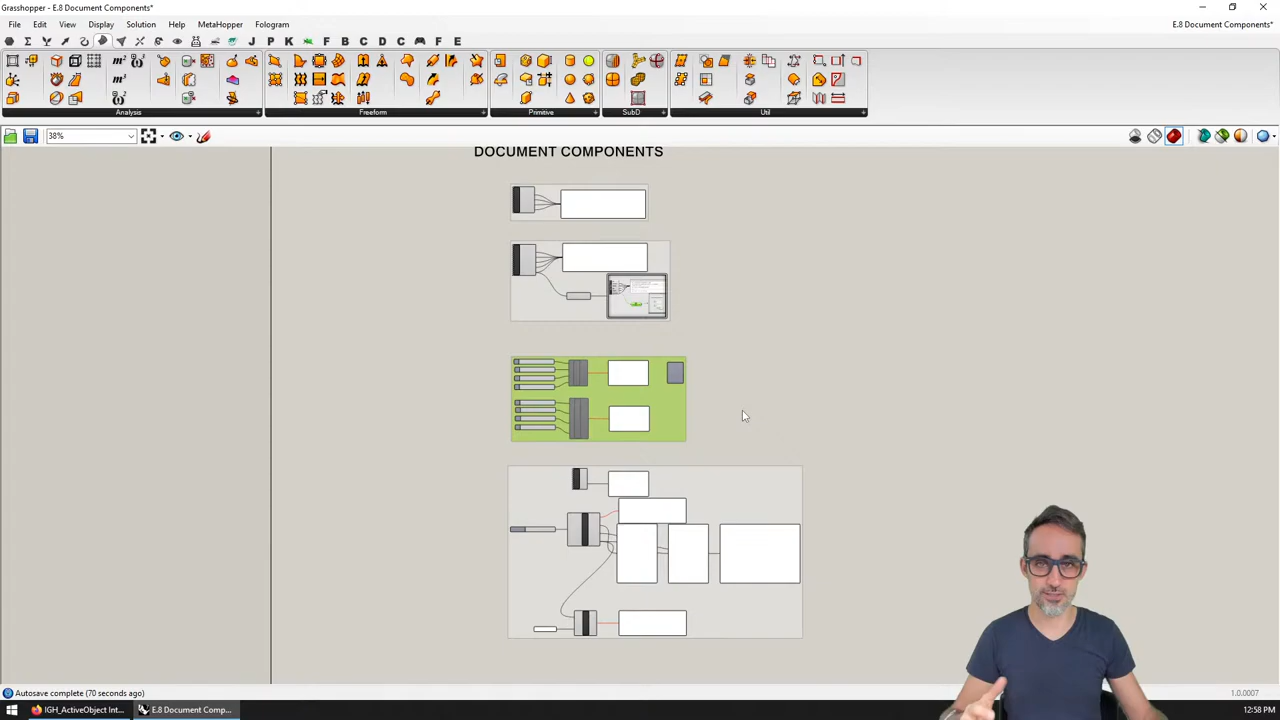 Grasshopper - E.8 Document Components*
File Edit View Display Solution Help MetaHopper Fologram
E.8 Document Components*
J P K F B C D C F E
Analysis Freeform Primitive SubD Util
38%
DOCUMENT COMPONENTS
Autosave complete (70 seconds ago)
1.0.0007
IGH_ActiveObject Int... E.8 Document Comp...
12:58 PM